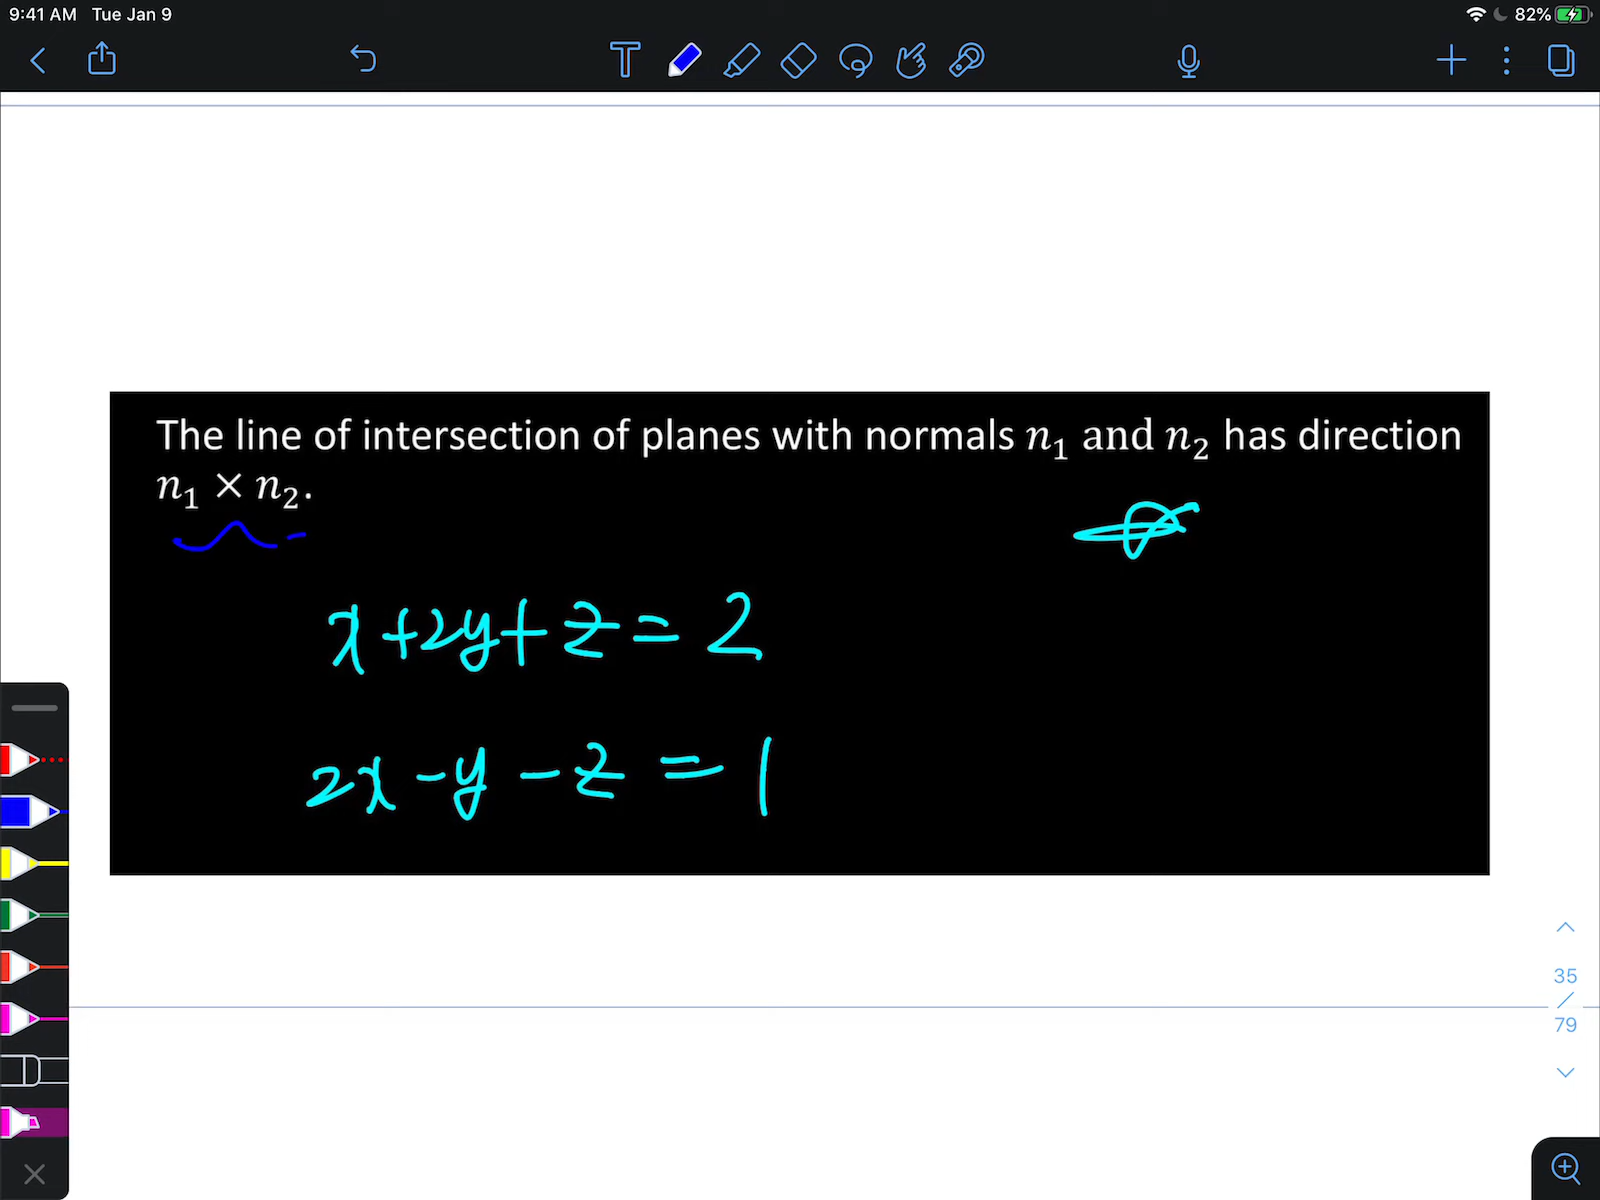 9:41 AM Tue Jan 9
82%
The line of intersection of planes with normals n₁ and n₂ has direction
n₁ × n₂.
x+2y+z=2
2x-y-z=1
35
/
79